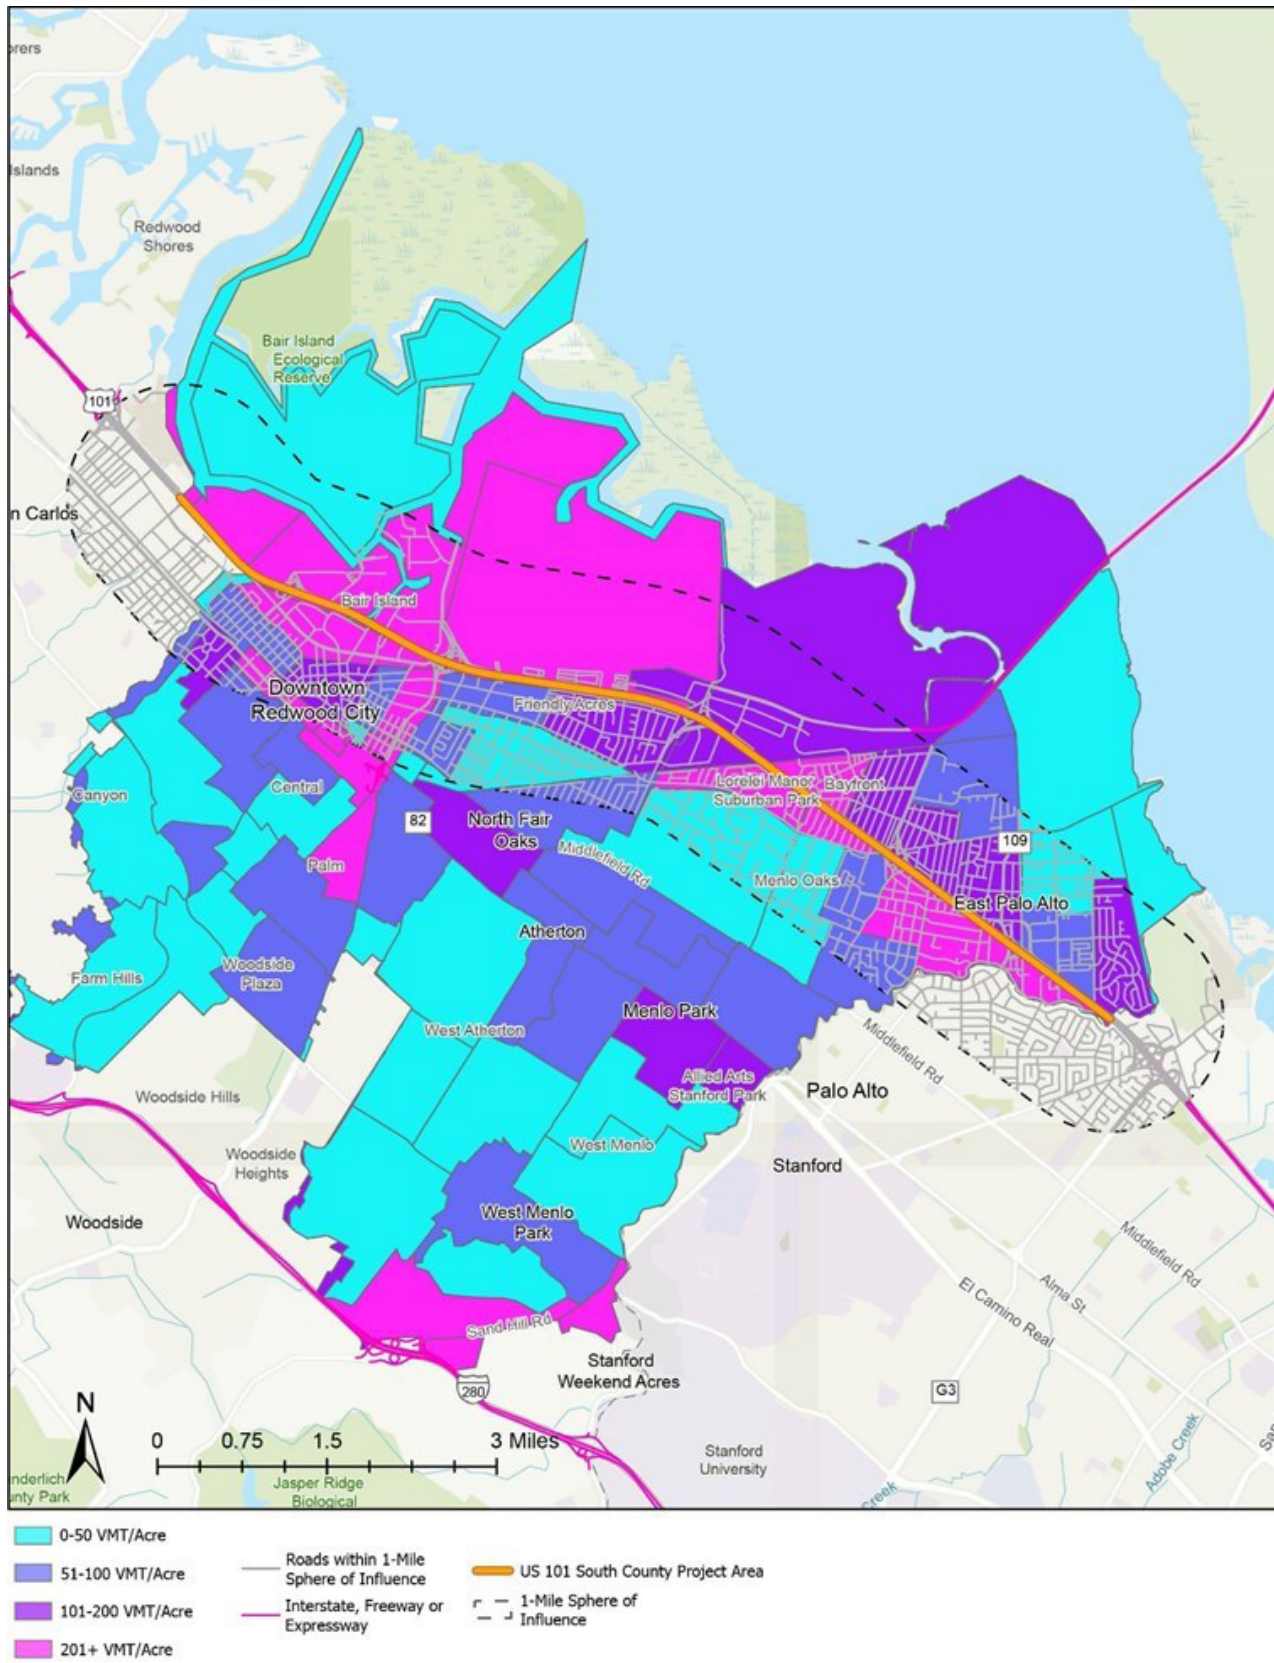 orers
Islands
Redwood
Shores
Bair Island
Ecological
Reserve
101
n Carlos
Bair Island
Downtown
Redwood City
Friendly Acres
Lorelei Manor
Suburban Park
Bayfront
Canyon
Central
82
North Fair
Oaks
109
Middlefield Rd
Palm
Menlo Oaks
East Palo Alto
Atherton
Farm Hills
Woodside
Plaza
Menlo Park
West Atherton
Middlefield Rd
Allied Arts
Stanford Park
Palo Alto
Woodside Hills
West Menlo
Woodside
Heights
Stanford
Woodside
West Menlo
Park
Middlefield Rd
Alma St
El Camino Real
Sand Hill Rd
Stanford
Weekend Acres
280
G3
N
0 0.75 1.5 3 Miles
Stanford
University
Adobe Creek
San
nderlich
unty Park
Jasper Ridge
Biological
Creek
0-50 VMT/Acre
51-100 VMT/Acre
101-200 VMT/Acre
201+ VMT/Acre
Roads within 1-Mile
Sphere of Influence
Interstate, Freeway or
Expressway
US 101 South County Project Area
1-Mile Sphere of
Influence